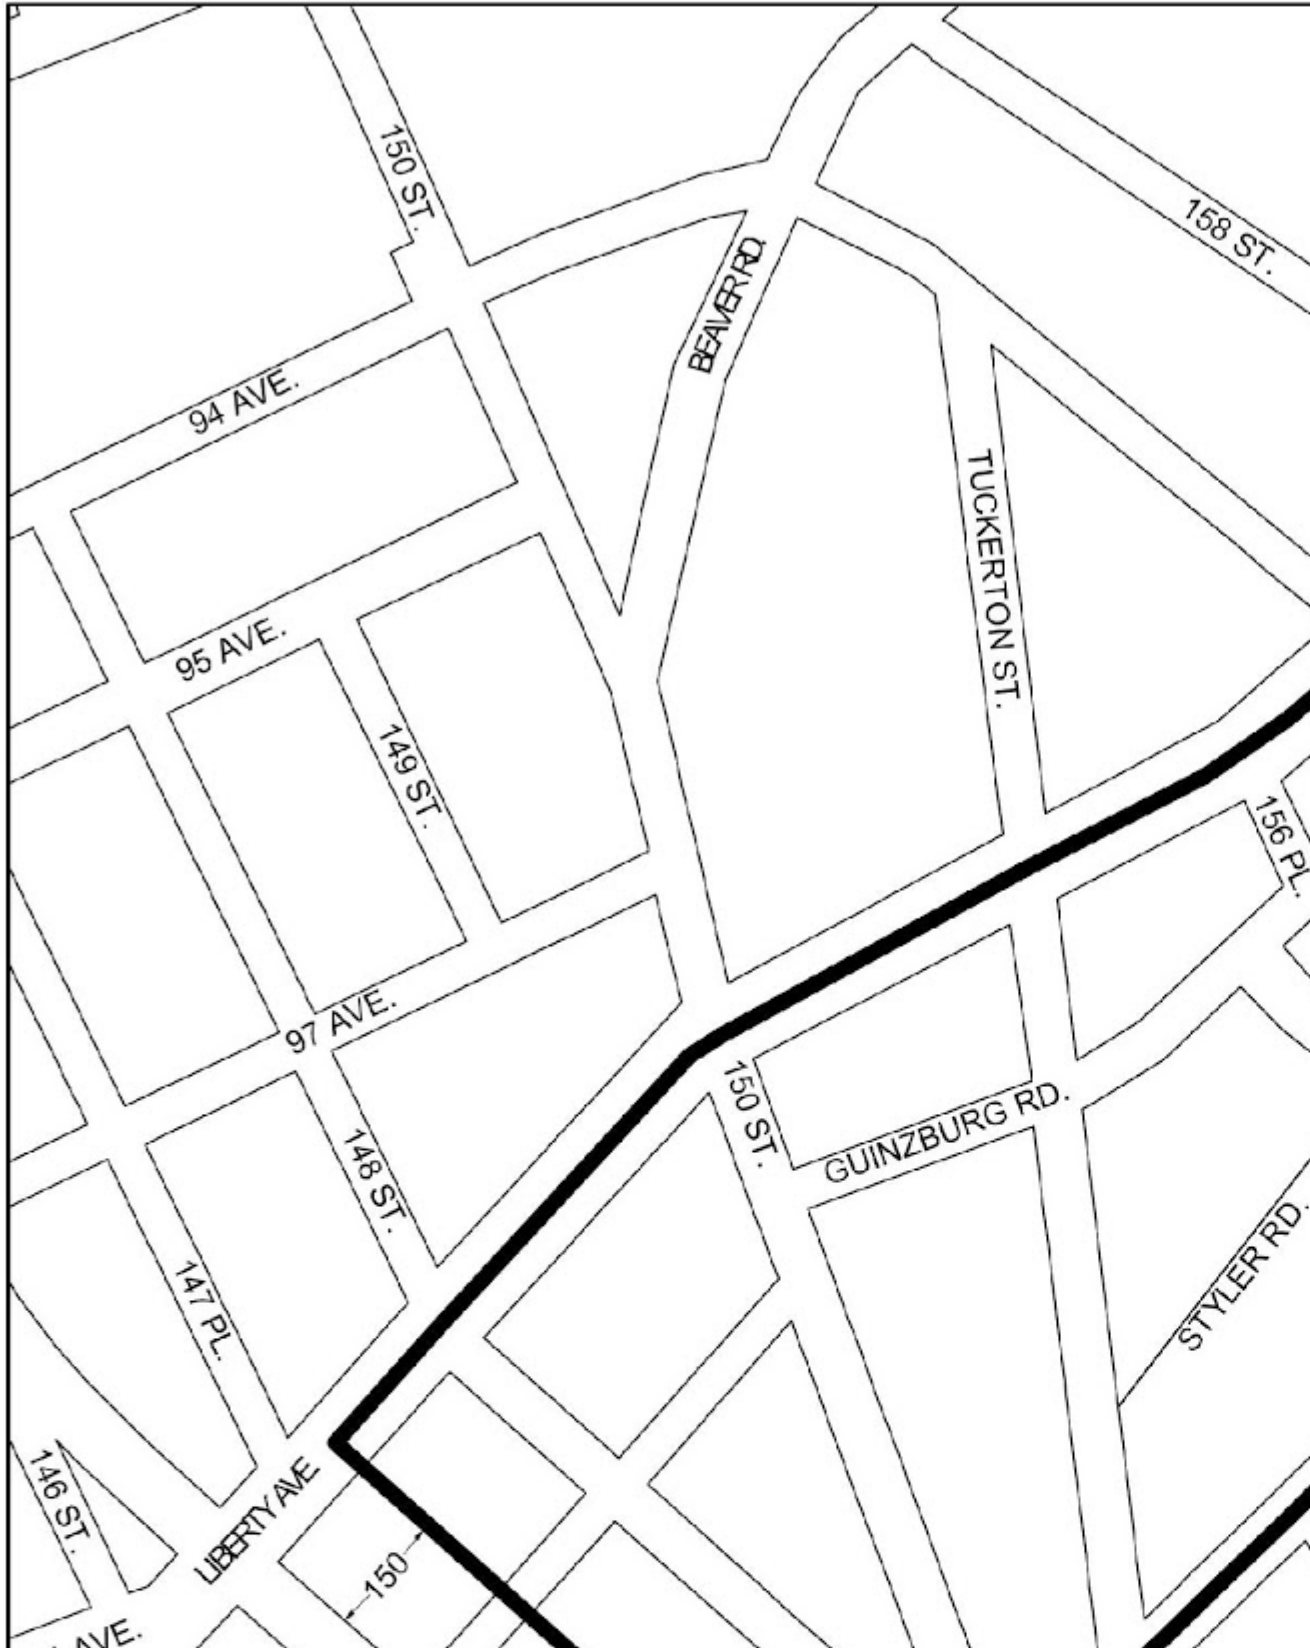 150 ST.
158 ST.
BEAVER RD.
94 AVE.
TUCKERTON ST.
95 AVE.
149 ST.
156 PL.
97 AVE.
150 ST.
GUINZBURG RD.
148 ST.
STYLER RD.
147 PL.
146 ST.
LIBERTY AVE
150
AVE.